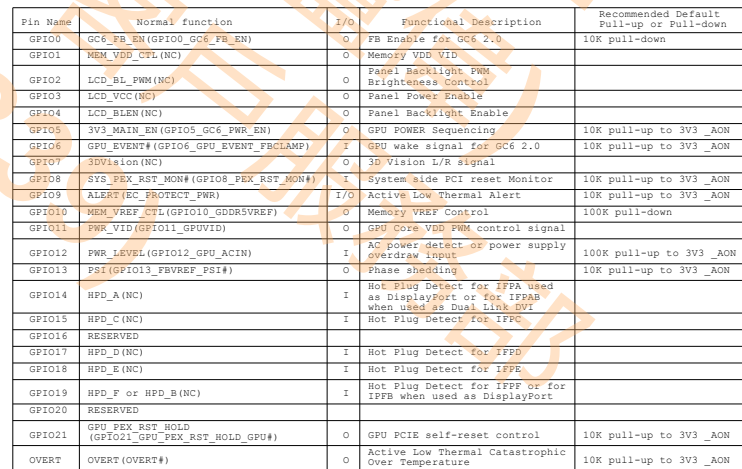 Pin Name Normal function I/O Functional Description Recommended Default Pull-up or Pull-down
GPIO0 GC6_FB_EN(GPIO0_GC6_FB_EN) O FB Enable for GC6 2.0 10K pull-down
GPIO1 MEM_VDD_CTL(NC) O Memory VDD VID
GPIO2 LCD_BL_PWM(NC) O Panel Backlight PWM Brighteness Control
GPIO3 LCD_VCC(NC) O Panel Power Enable
GPIO4 LCD_BLEN(NC) O Panel Backlight Enable
GPIO5 3V3_MAIN_EN(GPIO5_GC6_PWR_EN) O GPU POWER Sequencing 10K pull-up to 3V3 _AON
GPIO6 GPU_EVENT#(GPIO6_GPU_EVENT_FBCLAMP) I GPU wake signal for GC6 2.0 10K pull-up to 3V3 _AON
GPIO7 3DVision(NC) O 3D Vision L/R signal
GPIO8 SYS_PEX_RST_MON#(GPIO8_PEX_RST_MON#) I System side PCI reset Monitor 10K pull-up to 3V3 _AON
GPIO9 ALERT(EC_PROTECT_PWR) I/O Active Low Thermal Alert 10K pull-up to 3V3 _AON
GPIO10 MEM_VREF_CTL(GPIO10_GDDR5VREF) O Memory VREF Control 100K pull-down
GPIO11 PWR_VID(GPIO11_GPUVID) O GPU Core VDD PWM control signal
GPIO12 PWR_LEVEL(GPIO12_GPU_ACIN) I AC power detect or power supply overdraw input 100K pull-up to 3V3 _AON
GPIO13 PSI(GPIO13_FBVREF_PSI#) O Phase shedding 10K pull-up to 3V3 _AON
GPIO14 HPD_A(NC) I Hot Plug Detect for IFPA used as DisplayPort or for IFPAB when used as Dual Link DVI
GPIO15 HPD_C(NC) I Hot Plug Detect for IFPC
GPIO16 RESERVED
GPIO17 HPD_D(NC) I Hot Plug Detect for IFPD
GPIO18 HPD_E(NC) I Hot Plug Detect for IFPE
GPIO19 HPD_F or HPD_B(NC) I Hot Plug Detect for IFPF or for IPFB when used as DisplayPort
GPIO20 RESERVED
GPIO21 GPU_PEX_RST_HOLD (GPIO21_GPU_PEX_RST_HOLD_GPU#) O GPU PCIE self-reset control 10K pull-up to 3V3 _AON
OVERT OVERT(OVERT#) O Active Low Thermal Catastrophic Over Temperature 10K pull-up to 3V3 _AON